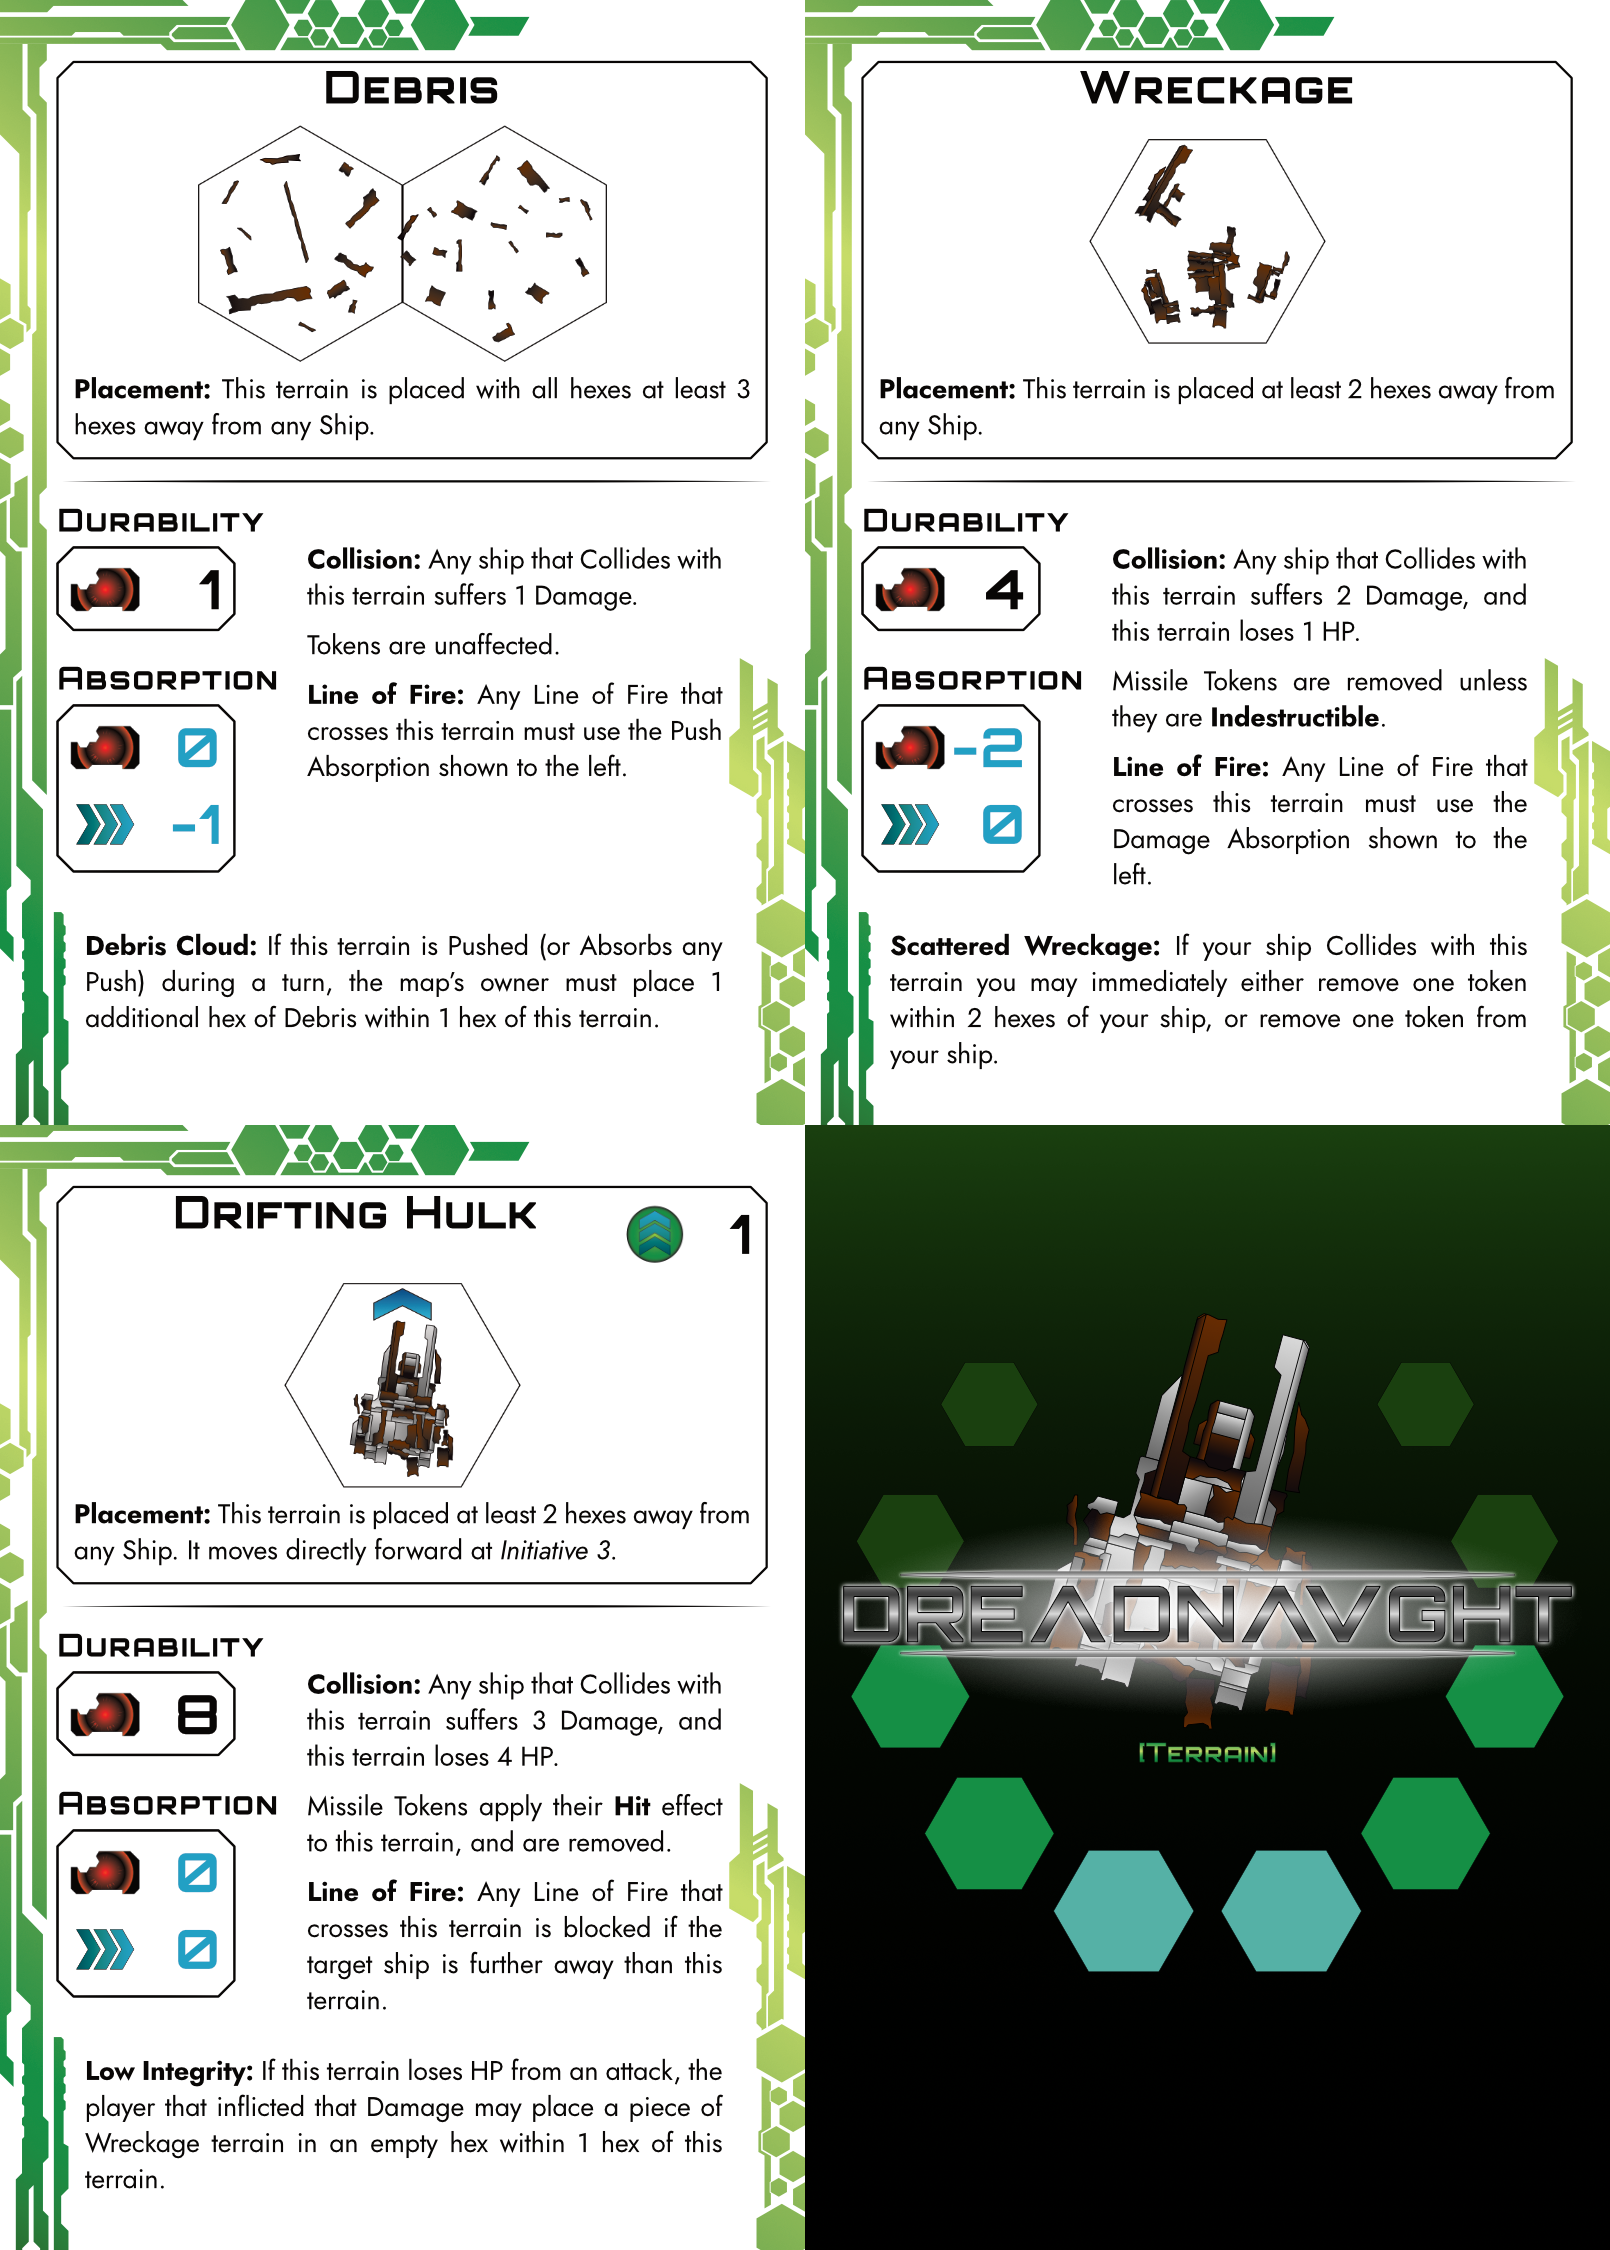 DEBRIS
Placement: This terrain is placed with all hexes at least 3
hexes away from any Ship.
DURABILITY
1
ABSORPTION
0
-1
Collision: Any ship that Collides with
this terrain suffers 1 Damage.
Tokens are unaffected.
Line of Fire: Any Line of Fire that
crosses this terrain must use the Push
Absorption shown to the left.
Debris Cloud: If this terrain is Pushed (or Absorbs any
Push) during a turn, the map's owner must place 1
additional hex of Debris within 1 hex of this terrain.
WRECKAGE
Placement: This terrain is placed at least 2 hexes away from
any Ship.
DURABILITY
4
ABSORPTION
-2
0
Collision: Any ship that Collides with
this terrain suffers 2 Damage, and
this terrain loses 1 HP.
Missile Tokens are removed unless
they are Indestructible.
Line of Fire: Any Line of Fire that
crosses this terrain must use the
Damage Absorption shown to the
left.
Scattered Wreckage: If your ship Collides with this
terrain you may immediately either remove one token
within 2 hexes of your ship, or remove one token from
your ship.
DRIFTING HULK
1
Placement: This terrain is placed at least 2 hexes away from
any Ship. It moves directly forward at Initiative 3.
DURABILITY
8
ABSORPTION
0
0
Collision: Any ship that Collides with
this terrain suffers 3 Damage, and
this terrain loses 4 HP.
Missile Tokens apply their Hit effect
to this terrain, and are removed.
Line of Fire: Any Line of Fire that
crosses this terrain is blocked if the
target ship is further away than this
terrain.
Low Integrity: If this terrain loses HP from an attack, the
player that inflicted that Damage may place a piece of
Wreckage terrain in an empty hex within 1 hex of this
terrain.
DREADNAVGHT
[TERRAIN]